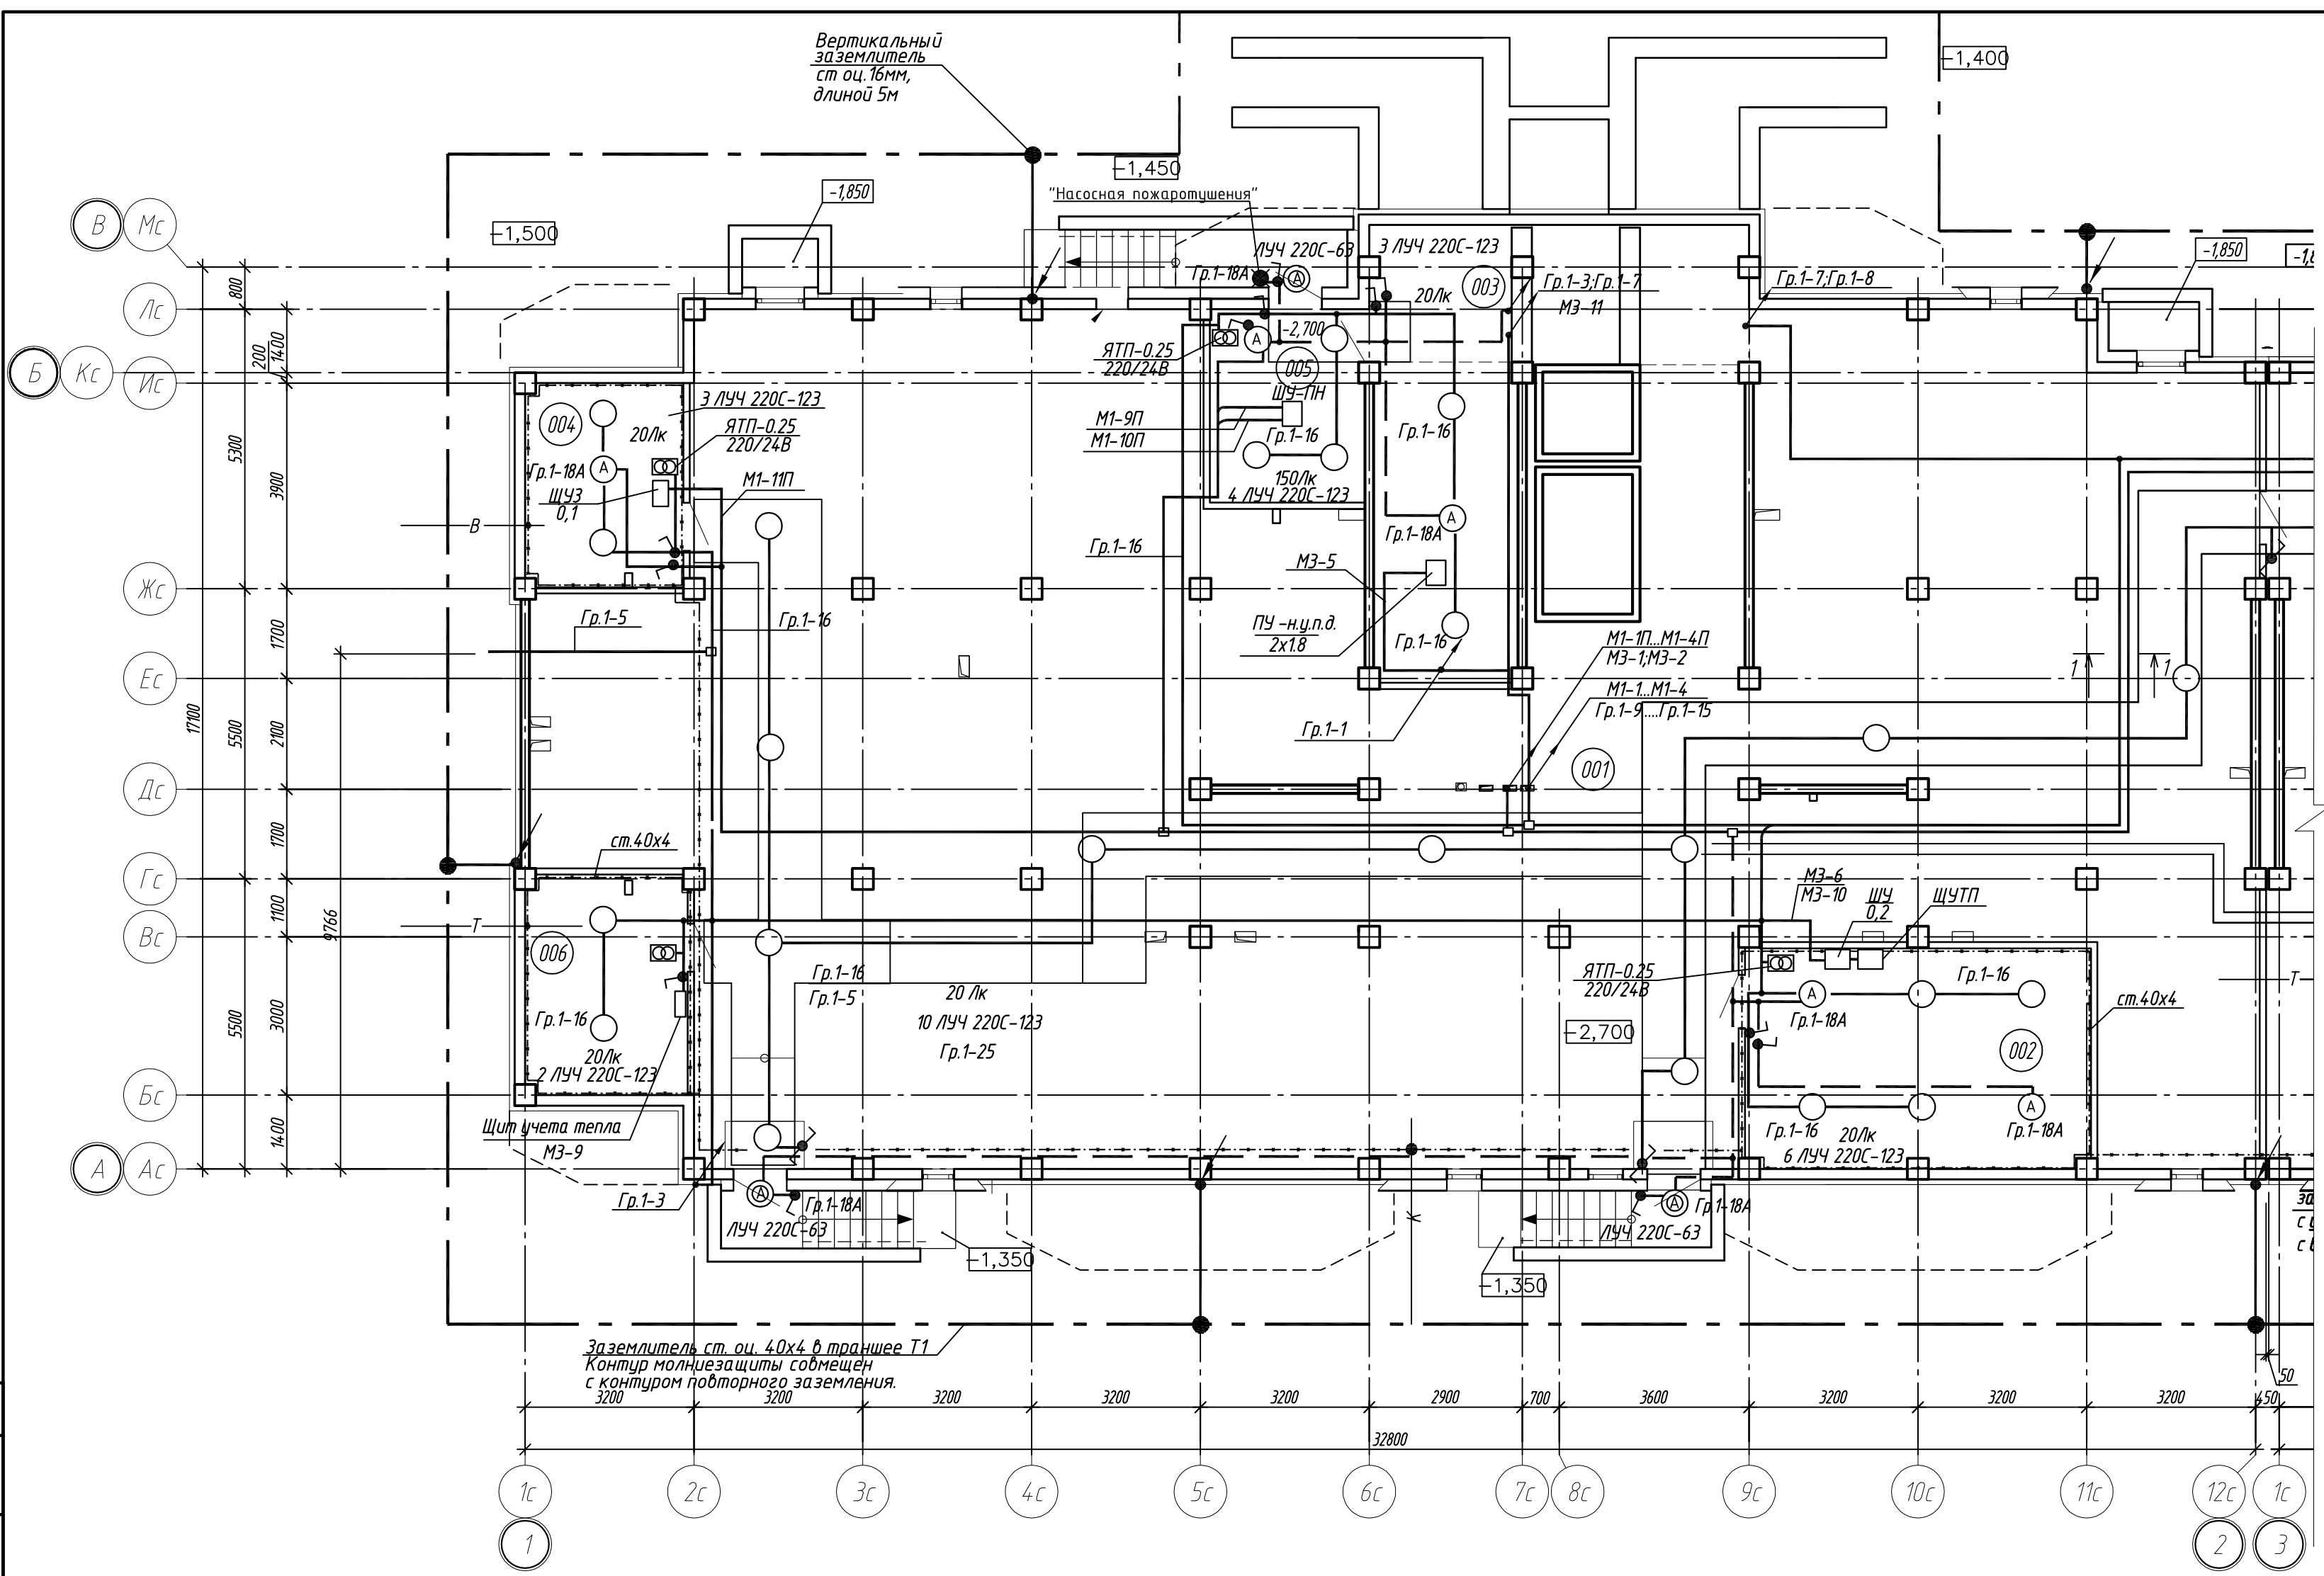 Вертикальный
заземлитель
ст оц.16мм,
длиной 5м
-1,400
-1,450
"Насосная пожаротушения"
-1,850
-1,500
В
Мс
ЛУЧ 220С-63
3 ЛУЧ 220С-123
-1,850
Гр.1-18А
А
003
20Лк
Гр.1-3;Гр.1-7
М3-11
Гр.1-7;Гр.1-8
800
Лс
-2,700
А
ЯТП-0.25
220/24В
005
200
1400
Б
Кс
Ис
ЩУ-ПН
3 ЛУЧ 220С-123
004
20Лк
ЯТП-0.25
220/24В
М1-9П
М1-10П
Гр.1-16
Гр.1-16
5300
3900
Гр.1-18А
А
М1-11П
150Лк
4 ЛУЧ 220С-123
ЩУЗ
0,1
В
А
Гр.1-18А
Гр.1-16
М3-5
Жс
Гр.1-5
Гр.1-16
ПУ-н.у.п.д.
2х1.8
Гр.1-16
М1-1П...М1-4П
М3-1;М3-2
1700
1
1
Ес
17100
5500
2100
М1-1...М1-4
Гр.1-9....Гр.1-15
Гр.1-1
001
Дс
1700
ст.40х4
Гс
9766
1100
М3-6
М3-10
ЩУ
0,2
ЩУТП
Т
Вс
006
Гр.1-16
Гр.1-5
20 Лк
10 ЛУЧ 220С-123
Гр.1-25
ЯТП-0.25
220/24В
Гр.1-16
Т
А
ст.40х4
5500
3000
Гр.1-16
-2,700
Гр.1-18А
002
20Лк
2 ЛУЧ 220С-123
Бс
А
1400
Щит учета тепла
М3-9
Гр.1-16
20Лк
6 ЛУЧ 220С-123
Гр.1-18А
А
Ас
Гр.1-3
А
Гр.1-18А
ЛУЧ 220С-63
К
А
Гр.1-18А
ЛУЧ 220С-63
-1,350
-1,350
Заземлитель ст. оц. 40х4 в траншее Т1
Контур молниезащиты совмещен
с контуром повторного заземления.
50
3200
3200
3200
3200
3200
2900
700
3600
3200
3200
3200
450
32800
1с
2с
3с
4с
5с
6с
7с
8с
9с
10с
11с
12с
1с
1
2
3